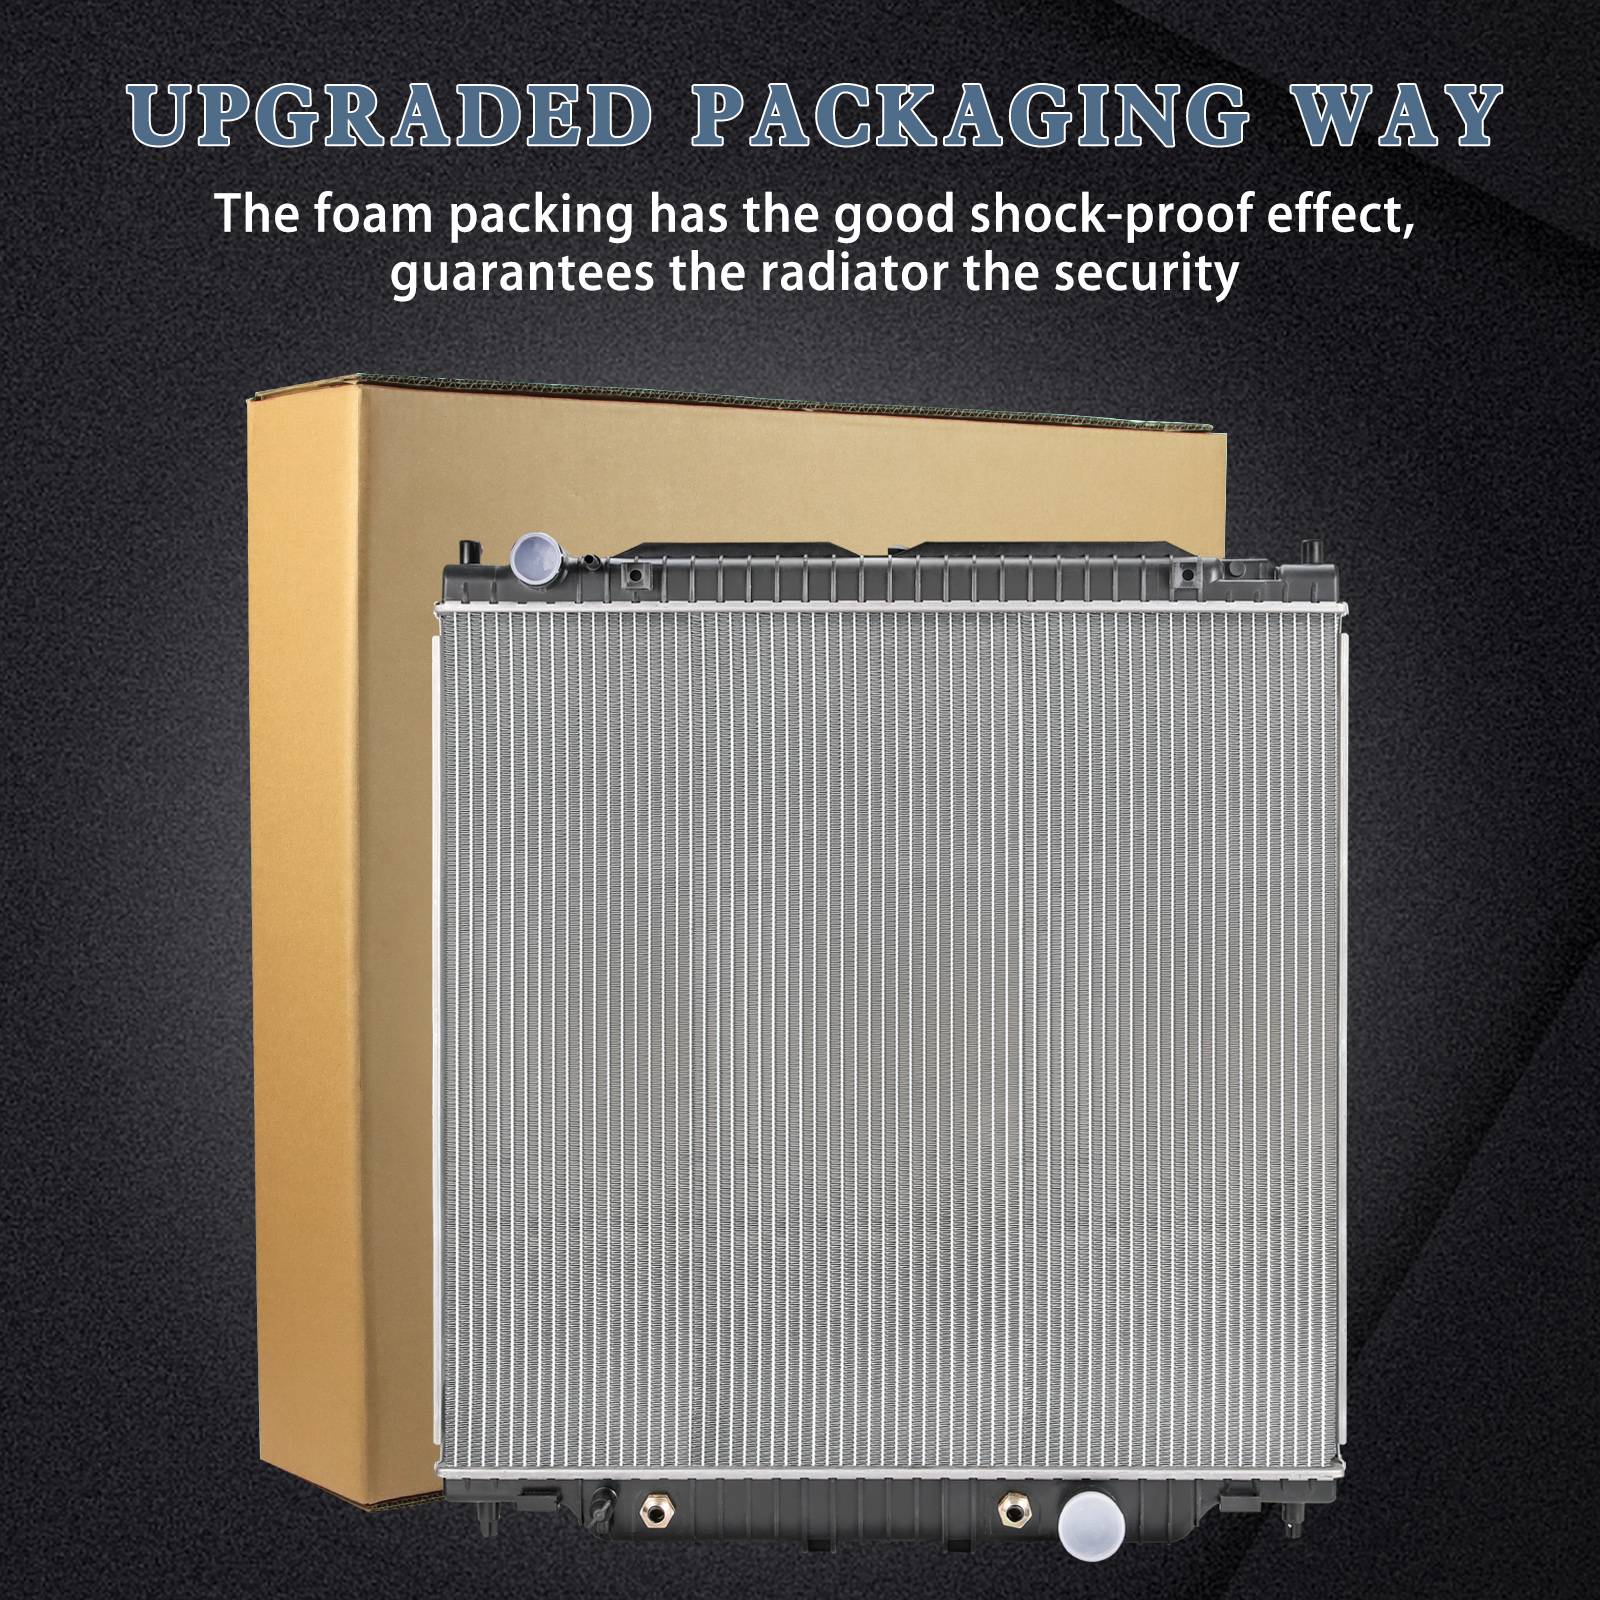 UPGRADED PACKAGING WAY
The foam packing has the good shock-proof effect,
guarantees the radiator the security